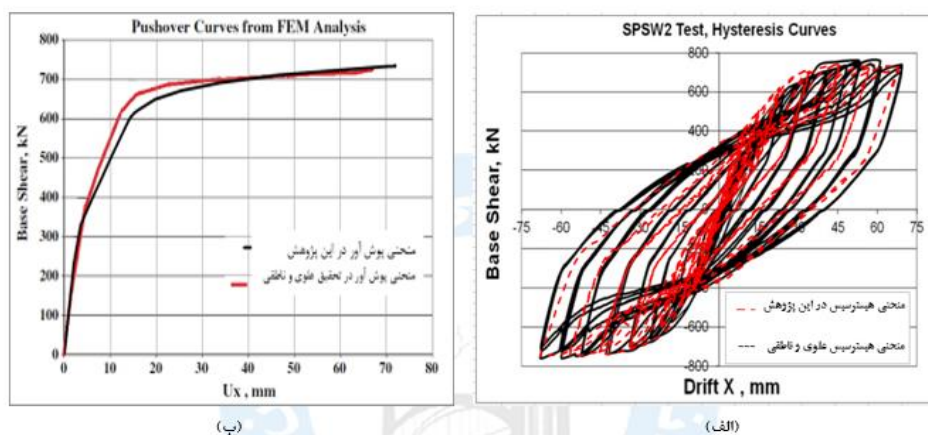 Pushover Curves from FEM Analysis
800
700
600
500
400
300
200
100
0
Base Shear, kN
0 10 20 30 40 50 60 70 80
Ux , mm
منحنی پوش آور در این پژوهش
منحنی پوش آور در تحقیق علوی و ناطقی
(ب)
SPSW2 Test, Hysteresis Curves
800
600
400
200
0
-75 -60 -45 -30 -15
15 30 45 60 75
-600
-800
Base Shear, kN
Drift X , mm
منحنی هیسترسیس در این پژوهش
منحنی هیسترسیس علوی و ناطقی
(الف)